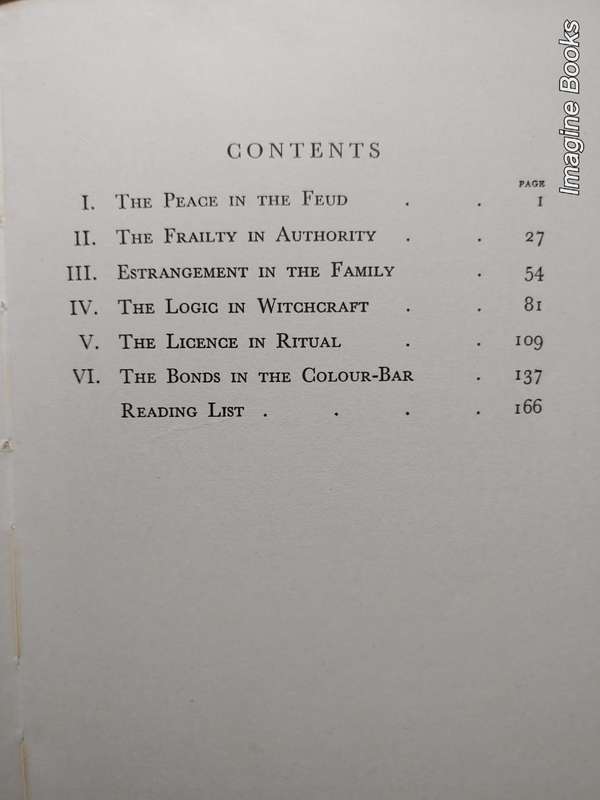 Imagine Books
CONTENTS
PAGE
I. The Peace in the Feud . . 1
II. The Frailty in Authority . . 27
III. Estrangement in the Family . 54
IV. The Logic in Witchcraft . . 81
V. The Licence in Ritual . . 109
VI. The Bonds in the Colour-Bar . 137
Reading List . . . . 166